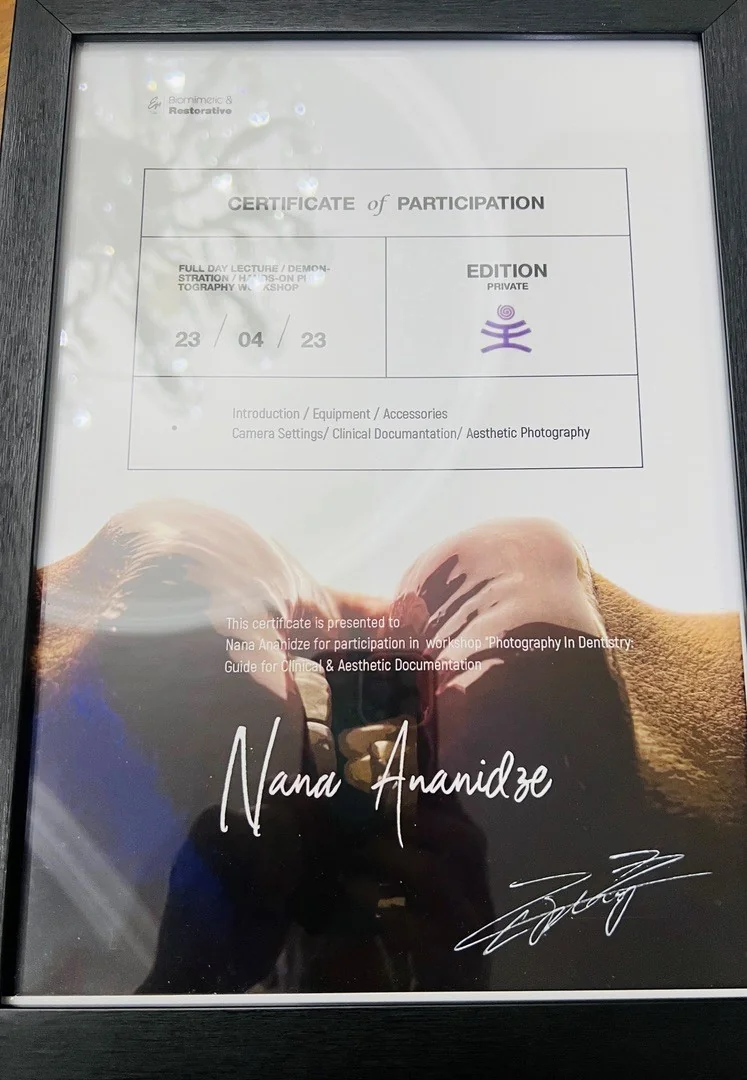 Biomimetic &
Restorative
CERTIFICATE of PARTICIPATION
FULL DAY LECTURE / DEMON-
STRATION / HANDS-ON PHO-
TOGRAPHY WORKSHOP
23 / 04 / 23
EDITION
PRIVATE
Introduction / Equipment / Accessories
Camera Settings/ Clinical Documantation/ Aesthetic Photography
This certificate is presented to
Nana Ananidze for participation in workshop "Photography In Dentistry:
Guide for Clinical & Aesthetic Documentation
Nana Ananidze